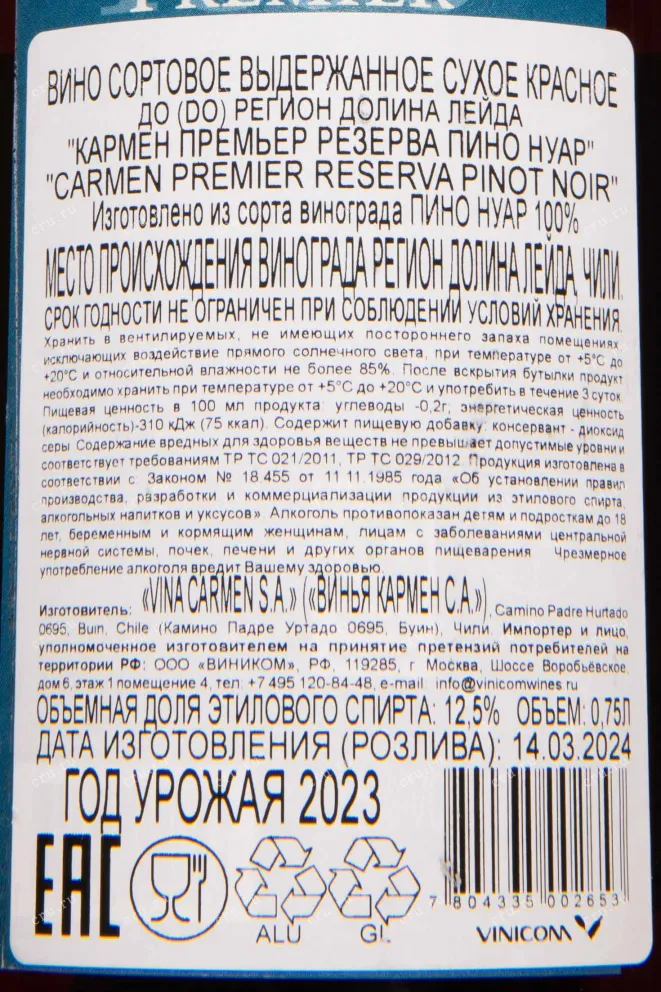 PREMIER
ВИНО СОРТОВОЕ ВЫДЕРЖАННОЕ СУХОЕ КРАСНОЕ
ДО (DO) РЕГИОН ДОЛИНА ЛЕЙДА
"КАРМЕН ПРЕМЬЕР РЕЗЕРВА ПИНО НУАР"
"CARMEN PREMIER RESERVA PINOT NOIR"
Изготовлено из сорта винограда ПИНО НУАР 100%
МЕСТО ПРОИСХОЖДЕНИЯ ВИНОГРАДА РЕГИОН ДОЛИНА ЛЕЙДА, ЧИЛИ.
СРОК ГОДНОСТИ НЕ ОГРАНИЧЕН ПРИ СОБЛЮДЕНИИ УСЛОВИЙ ХРАНЕНИЯ.
Хранить в вентилируемых, не имеющих постороннего запаха помещениях
исключающих воздействие прямого солнечного света, при температуре от +5°С до
+20°С и относительной влажности не более 85%. После вскрытия бутылки продукт
необходимо хранить при температуре от +5°С до +20°С и употребить в течение 3 суток.
Пищевая ценность в 100 мл продукта: углеводы -0,2г; энергетическая ценность
(калорийность)-310 кДж (75 ккал). Содержит пищевую добавку: консервант - диоксид
серы Содержание вредных для здоровья веществ не превышает допустимые уровни и
соответствует требованиям ТР ТС 021/2011, ТР ТС 029/2012. Продукция изготовлена в
соответствии с Законом № 18.455 от 11.11.1985 года «Об установлении правил
производства, разработки и коммерциализации продукции из этилового спирта,
алкогольных напитков и уксусов» Алкоголь противопоказан детям и подросткам до 18
лет, беременным и кормящим женщинам, лицам с заболеваниями центральной
нервной системы, почек, печени и других органов пищеварения Чрезмерное
употребление алкоголя вредит Вашему здоровью.
Изготовитель: «VINA CARMEN S.A.» («ВИНЬЯ КАРМЕН С.А.»), Camino Padre Hurtado
0695, Buin, Chile (Камино Падре Уртадо 0695, Буин), Чили. Импортер и лицо,
уполномоченное изготовителем на принятие претензий потребителей на
территории РФ: ООО «ВИНИКОМ», РФ, 119285, г Москва, Шоссе Воробьёвское,
дом 6, этаж 1 помещение 4, тел: +7 495 120-84-48, e-mail: info@vinicomwines.ru
ОБЪЕМНАЯ ДОЛЯ ЭТИЛОВОГО СПИРТА: 12,5% ОБЪЕМ: 0,75Л
ДАТА ИЗГОТОВЛЕНИЯ (РОЗЛИВА): 14.03.2024
ГОД УРОЖАЯ 2023
EAC
ALU
GL
7 804335 002653
VINICOM